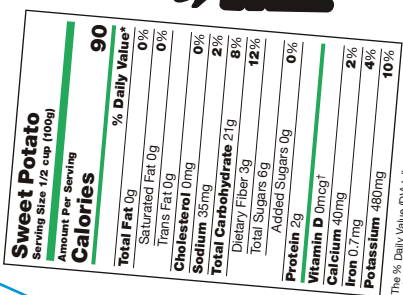 Sweet Potato
Serving Size 1/2 cup (100g)
Amount Per Serving
Calories 90
% Daily Value*
Total Fat 0g 0%
Saturated Fat 0g 0%
Trans Fat 0g
Cholesterol 0mg 0%
Sodium 35mg 2%
Total Carbohydrate 21g 8%
Dietary Fiber 3g 12%
Total Sugars 6g
Added Sugars 0g 0%
Protein 2g
Vitamin D 0mcg†
Calcium 40mg 2%
Iron 0.7mg 4%
Potassium 480mg 10%
The % Daily Value